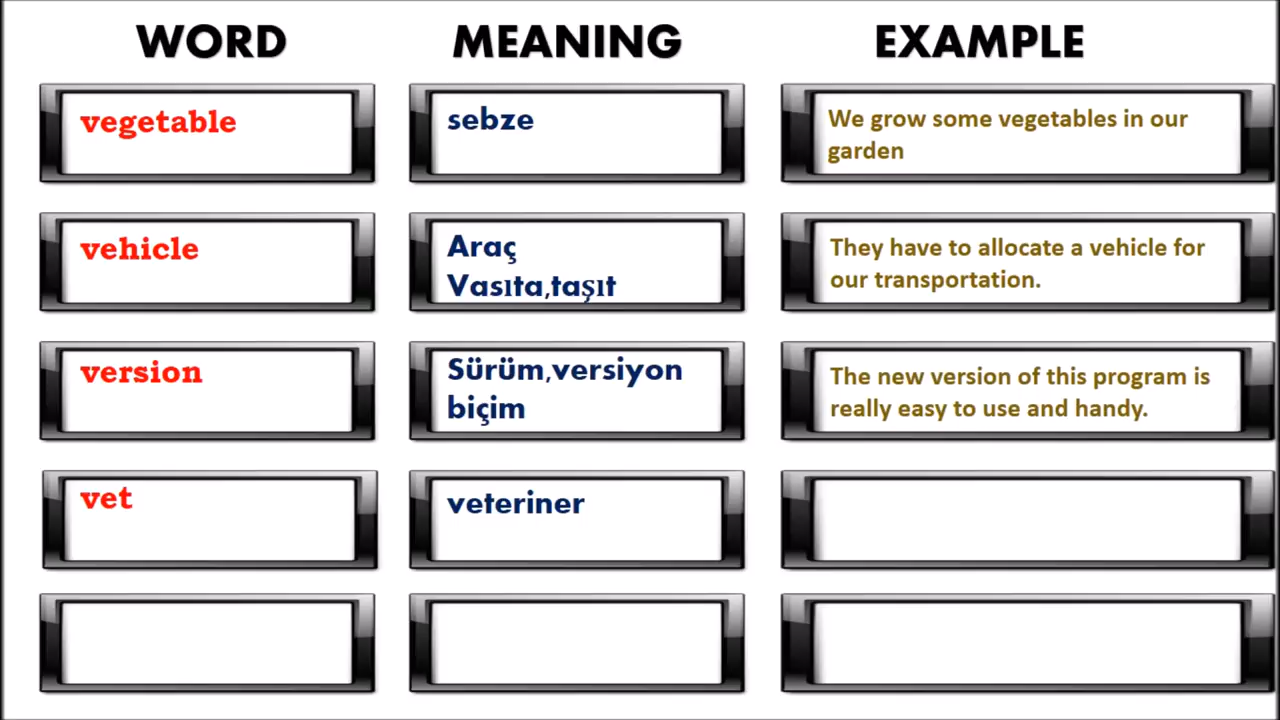 WORD MEANING EXAMPLE
vegetable
sebze
We grow some vegetables in our
garden
vehicle
Araç
Vasıta,taşıt
They have to allocate a vehicle for
our transportation.
version
Sürüm,versiyon
biçim
The new version of this program is
really easy to use and handy.
vet
veteriner